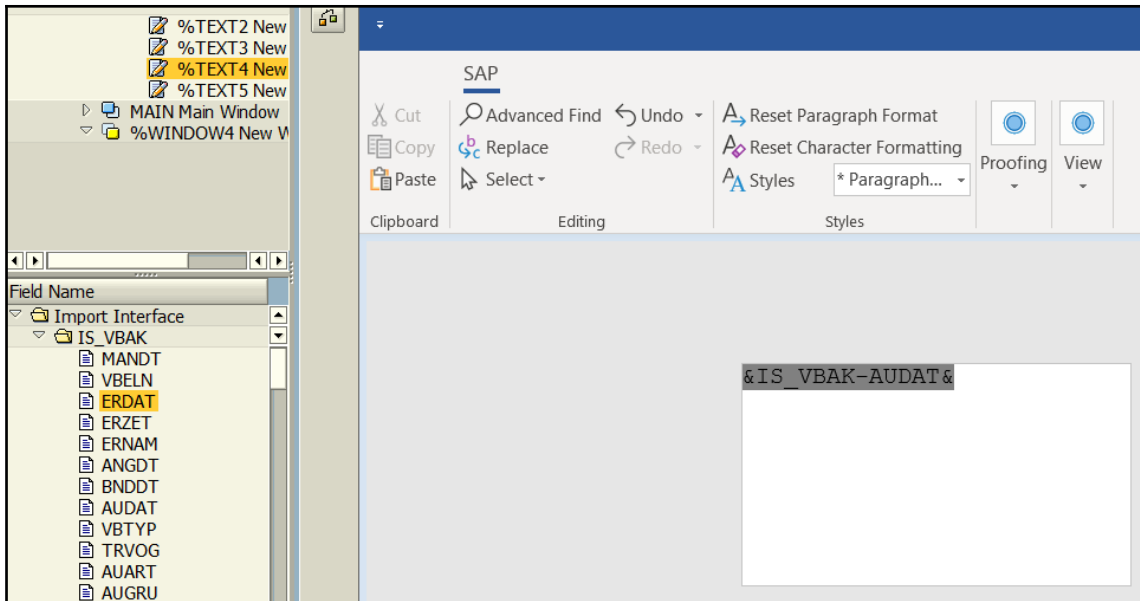 %TEXT2 New
%TEXT3 New
%TEXT4 New
%TEXT5 New
MAIN Main Window
%WINDOW4 New W
Field Name
Import Interface
IS_VBAK
MANDT
VBELN
ERDAT
ERZET
ERNAM
ANGDT
BNDDT
AUDAT
VBTYP
TRVOG
AUART
AUGRU
SAP
Cut
Copy
Paste
Clipboard
Advanced Find
Replace
Select
Undo
Redo
Editing
Reset Paragraph Format
Reset Character Formatting
Styles
* Paragraph...
Styles
Proofing
View
&IS_VBAK-AUDAT&